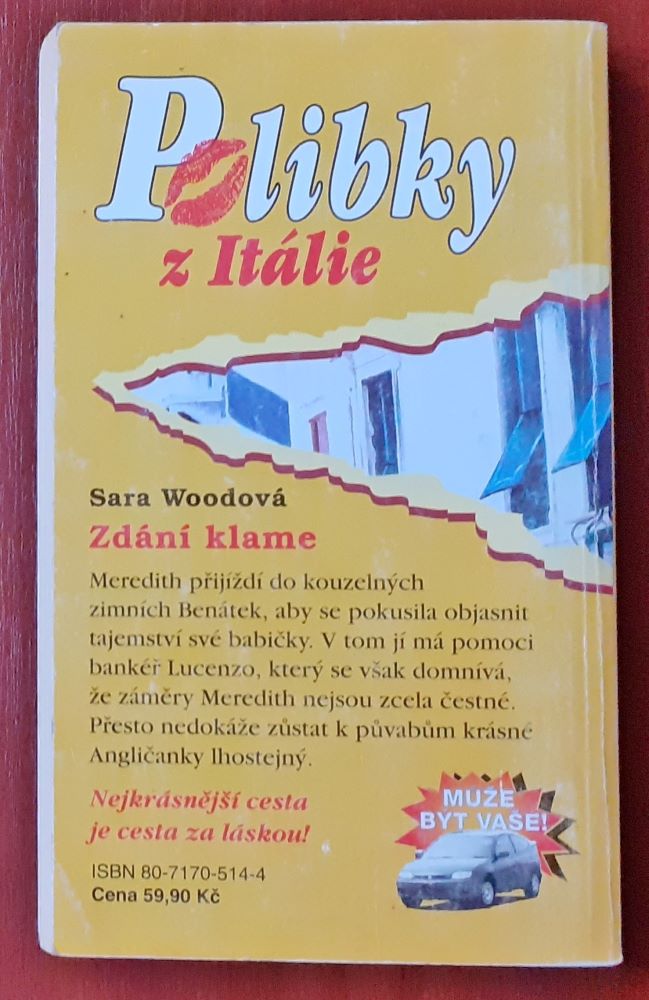 Polibky
z Itálie
Sara Woodová
Zdání klame
Meredith přijíždí do kouzelných
zimních Benátek, aby se pokusila objasnit
tajemství své babičky. V tom jí má pomoci
bankéř Lucenzo, který se však domnívá,
že záměry Meredith nejsou zcela čestné.
Přesto nedokáže zůstat k půvabům krásné
Angličanky lhostejný.
Nejkrásnější cesta
je cesta za láskou!
MŮŽE
BÝT VAŠE!
ISBN 80-7170-514-4
Cena 59,90 Kč